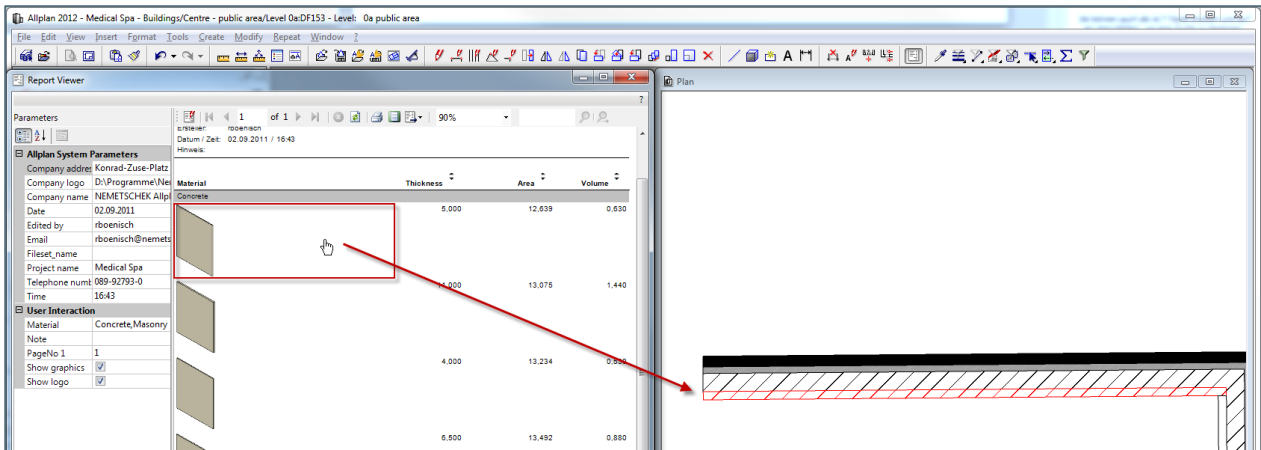 Allplan 2012 - Medical Spa - Buildings/Centre - public area/Level 0a:DF153 - Level: 0a public area
File Edit View Insert Format Tools Create Modify Repeat Window ?
Report Viewer
Plan
?
Parameters
1 of 1 90%
Ersteller: rboenisch
Datum / Zeit: 02.09.2011 / 16:43
Hinweis:
Allplan System Parameters
Company addre: Konrad-Zuse-Platz
Company logo D:\Programme\Ne
Company name NEMETSCHEK Allpl
Date 02.09.2011
Edited by rboenisch
Email rboenisch@nemets
Fileset_name
Project name Medical Spa
Telephone numb 089-92793-0
Time 16:43
User Interaction
Material Concrete,Masonry
Note
PageNo 1 1
Show graphics
Show logo
Material Thickness Area Volume
Concrete
5,000 12,639 0,630
13,075 1,440
4,000 13,234
6,500 13,492 0,880